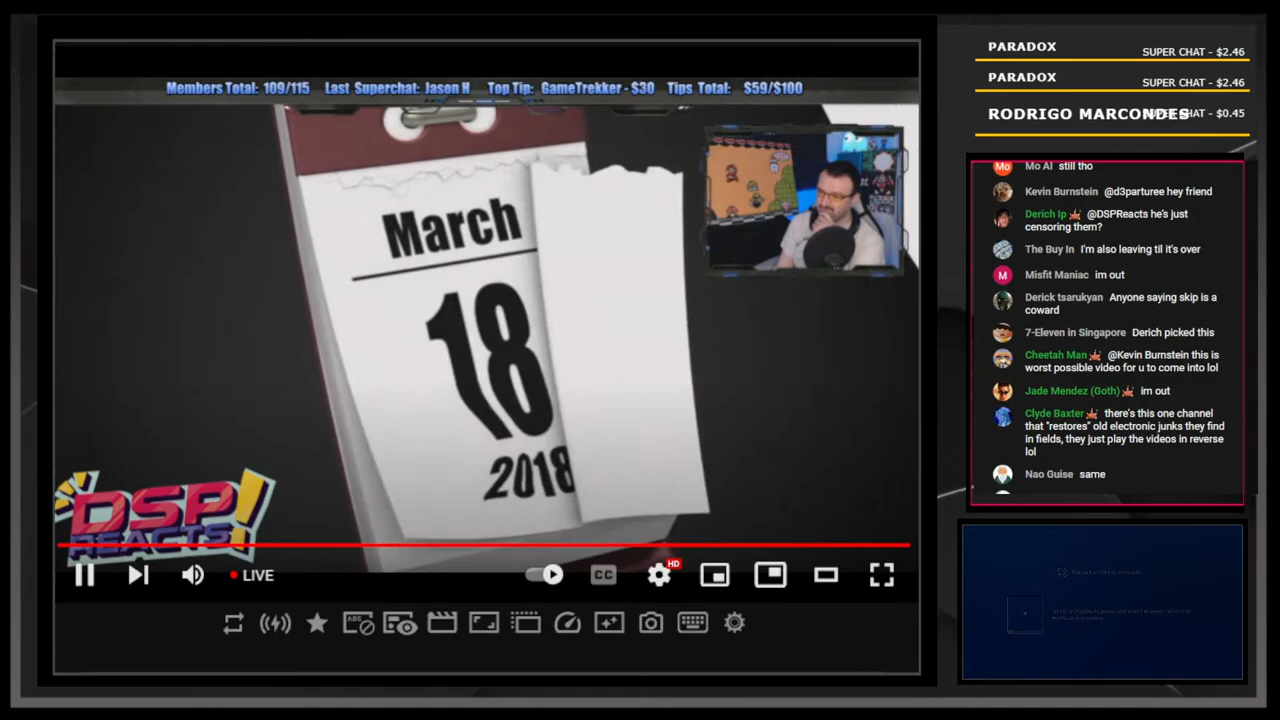 PARADOX
SUPER CHAT - $2.46
PARADOX
SUPER CHAT - $2.46
RODRIGO MARCONDES
SUPER CHAT - $0.45
Members Total: 109/115 Last Superchat: Jason H Top Tip: GameTrekker - $30 Tips Total: $59/$100
March
18
2018
DSP
REACTS!
LIVE
CC
HD
ADS
Mo Mo Al still tho
Kevin Burnstein @d3parturee hey friend
Derich Ip @DSPReacts he's just
censoring them?
The Buy In I'm also leaving til it's over
M Misfit Maniac im out
Derick tsarukyan Anyone saying skip is a
coward
7-Eleven in Singapore Derich picked this
Cheetah Man @Kevin Burnstein this is
worst possible video for u to come into lol
Jade Mendez (Goth) im out
Clyde Baxter there's this one channel
that "restores" old electronic junks they find
in fields, they just play the videos in reverse
lol
Nao Guise same